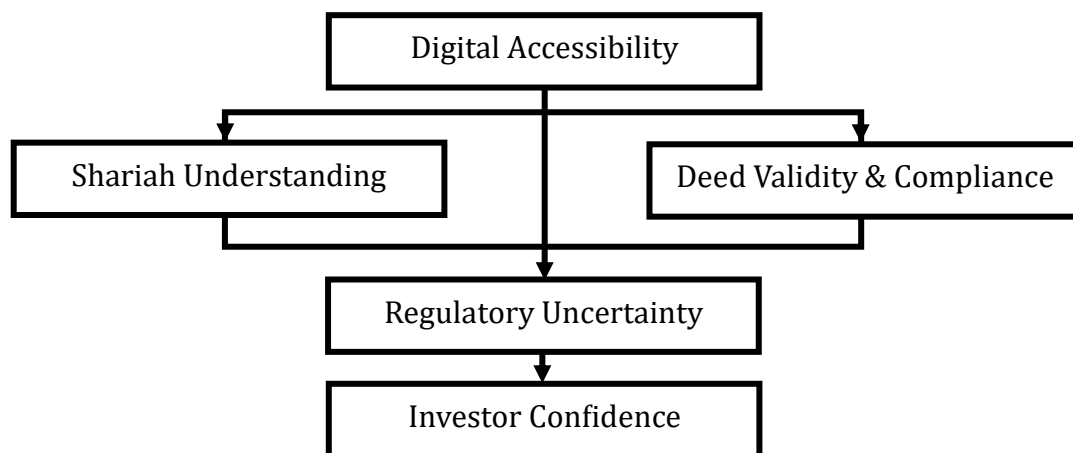 Digital Accessibility
Shariah Understanding
Deed Validity & Compliance
Regulatory Uncertainty
Investor Confidence